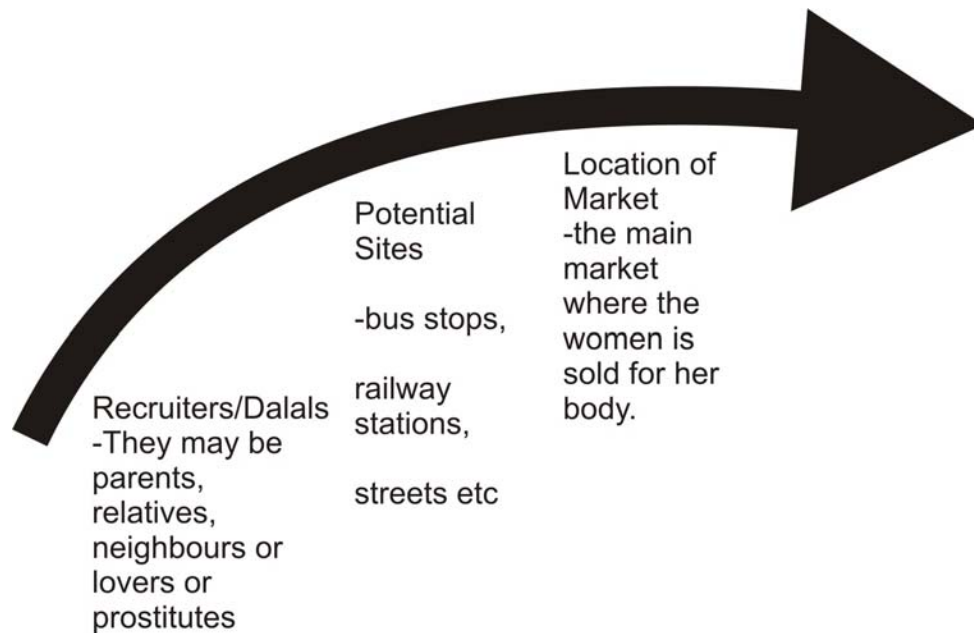 Recruiters/Dalals
-They may be
parents,
relatives,
neighbours or
lovers or
prostitutes
Potential
Sites
-bus stops,
railway
stations,
streets etc
Location of
Market
-the main
market
where the
women is
sold for her
body.